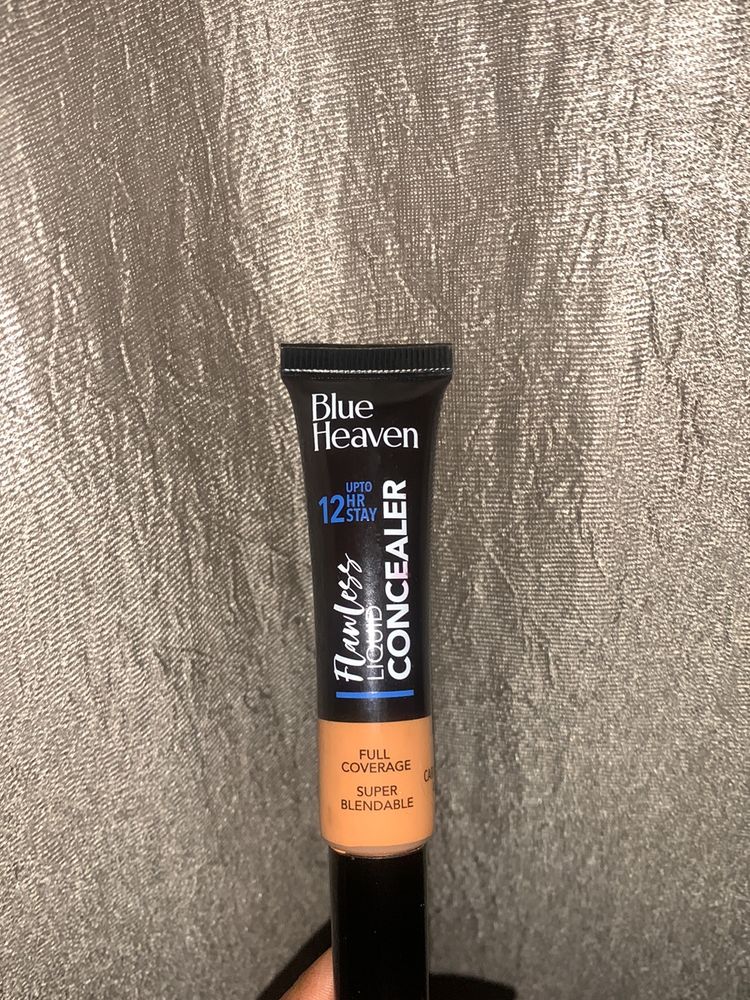 Blue
Heaven
12 UPTO
HR
STAY
Flawless
LIQUID
CONCEALER
FULL
COVERAGE
SUPER
BLENDABLE